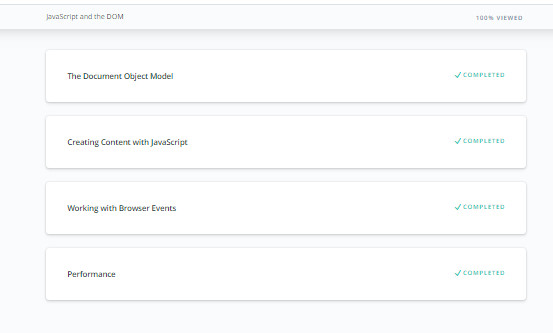 JavaScript and the DOM 100% VIEWED
The Document Object Model ✓ COMPLETED
Creating Content with JavaScript ✓ COMPLETED
Working with Browser Events ✓ COMPLETED
Performance ✓ COMPLETED